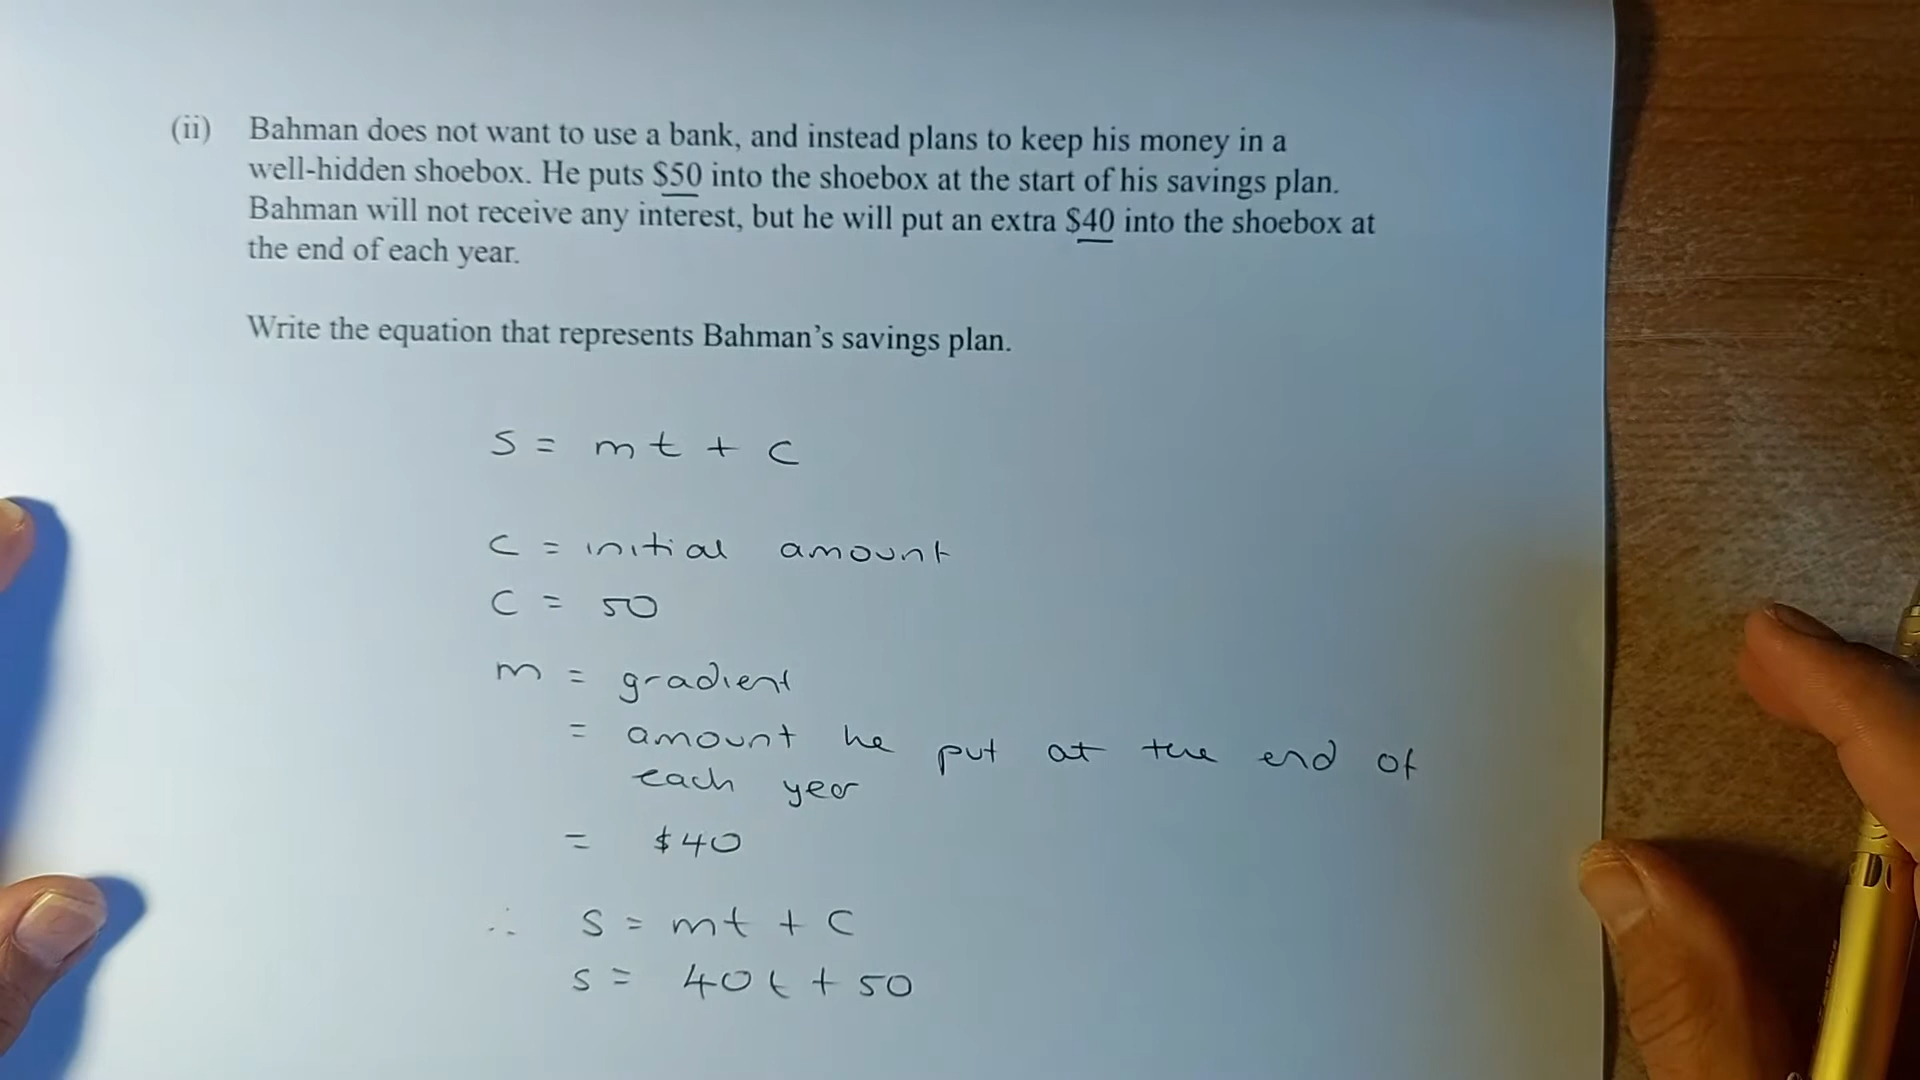 (ii) Bahman does not want to use a bank, and instead plans to keep his money in a
well-hidden shoebox. He puts $50 into the shoebox at the start of his savings plan.
Bahman will not receive any interest, but he will put an extra $40 into the shoebox at
the end of each year.
Write the equation that represents Bahman's savings plan.
S = mt + c
c = initial amount
c = 50
m = gradient
= amount he put at the end of
each year
= $40
∴ S = mt + c
S = 40t + 50